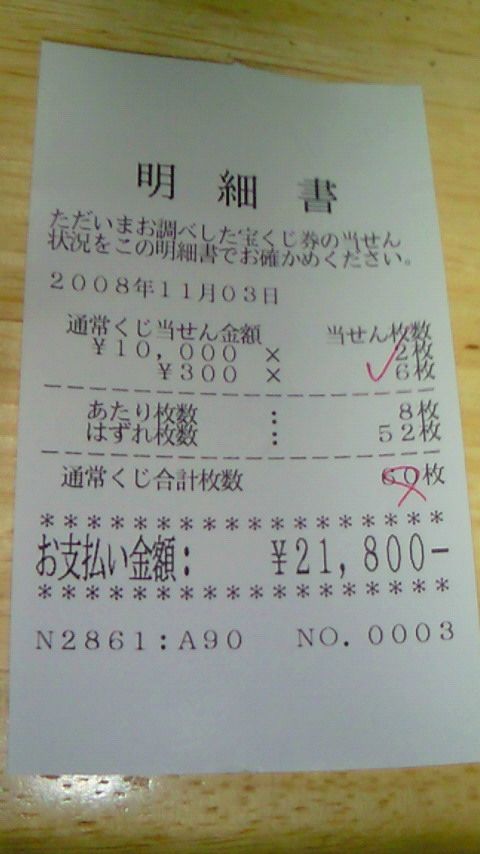 明細書
ただいまお調べした宝くじ券の当せん
状況をこの明細書でお確かめください。
2008年11月03日
通常くじ当せん金額 当せん枚数
¥10,000 × 2枚
¥300 × 6枚
あたり枚数 : 8枚
はずれ枚数 : 52枚
通常くじ合計枚数 60枚
******************
お支払い金額: ¥21,800-
******************
N2861:A90 NO.0003